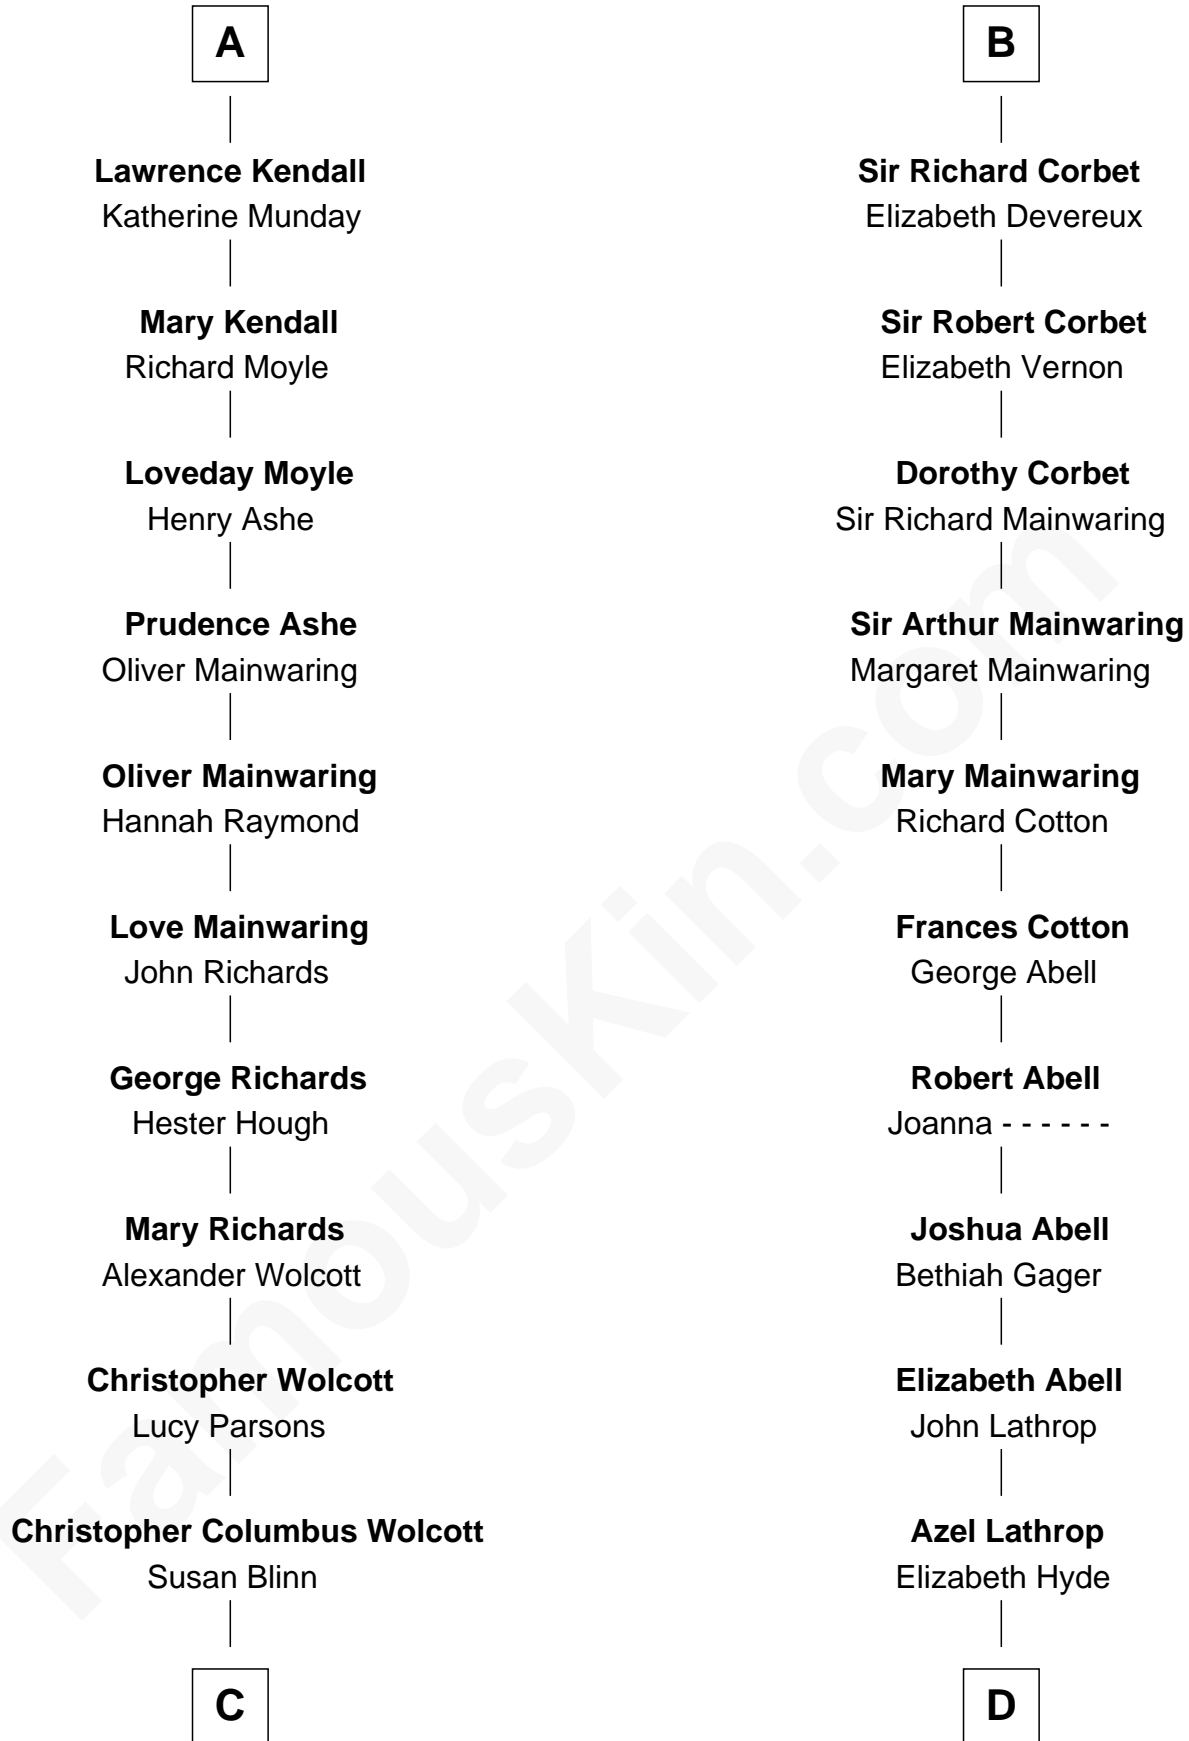 A
Lawrence Kendall
Katherine Munday
Mary Kendall
Richard Moyle
Loveday Moyle
Henry Ashe
Prudence Ashe
Oliver Mainwaring
Oliver Mainwaring
Hannah Raymond
Love Mainwaring
John Richards
George Richards
Hester Hough
Mary Richards
Alexander Wolcott
Christopher Wolcott
Lucy Parsons
Christopher Columbus Wolcott
Susan Blinn
C
B
Sir Richard Corbet
Elizabeth Devereux
Sir Robert Corbet
Elizabeth Vernon
Dorothy Corbet
Sir Richard Mainwaring
Sir Arthur Mainwaring
Margaret Mainwaring
Mary Mainwaring
Richard Cotton
Frances Cotton
George Abell
Robert Abell
Joanna - - - - - -
Joshua Abell
Bethiah Gager
Elizabeth Abell
John Lathrop
Azel Lathrop
Elizabeth Hyde
D
FamousKin.com